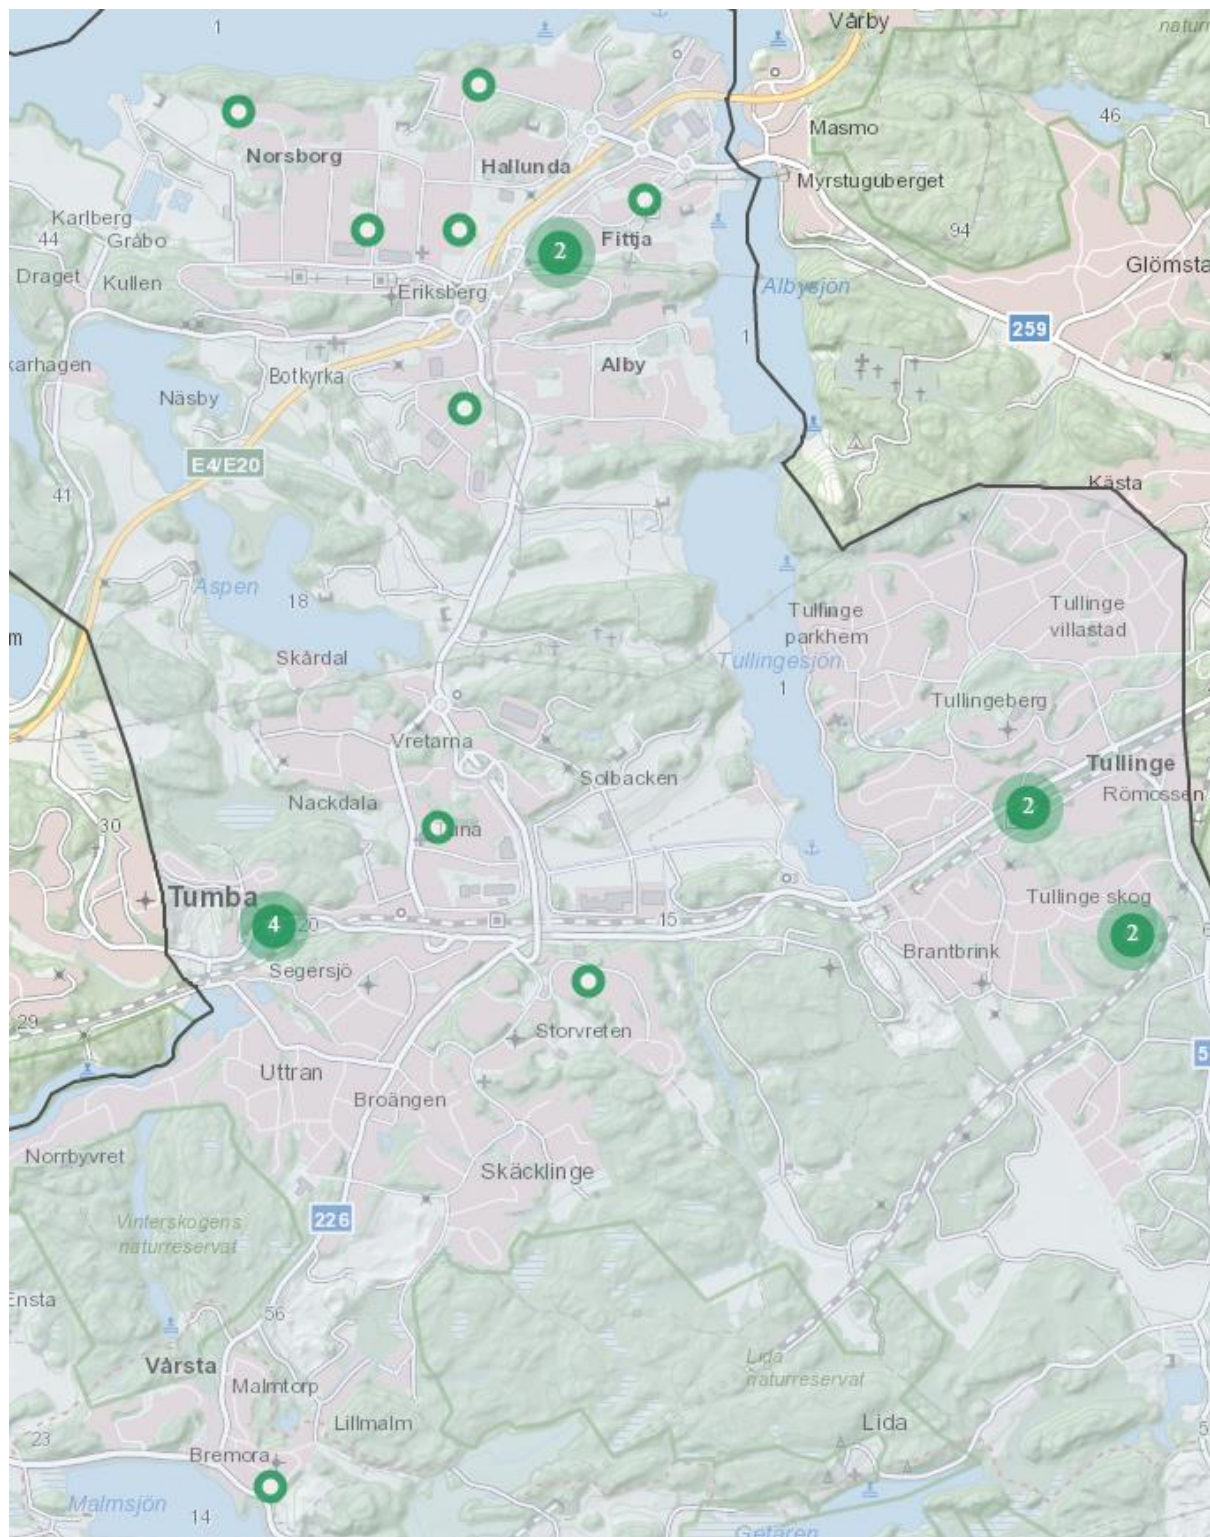 1
Vårby
46
Masmo
Norsborg
Hallunda
Myrstuguberget
Karlberg
44
Gråbo
94
2
Fittja
Draget
Kullen
Glömsta
Eriksberg
Albysjön
259
1
karhagen
Alby
Botkyrka
Näsby
E4/E20
Kästa
41
Aspen
18
Tullinge
parkhem
Tullinge
villastad
m
Skårdal
Tullingesjön
1
Tullingeberg
Vretarna
Tullinge
Solbacken
Römossen
Nackdala
2
30
Tumba
Tullinge skog
4
20
15
2
Brantbrink
Segersjö
29
Storvreten
5
Uttran
Broängen
Norrbyvret
Skäcklinge
226
Vinterskogens
naturreservat
Ensta
56
Vårsta
Lida
naturreservat
Malmtorp
Lillmalm
Lida
23
Bremora
Malmsjön
14
Getaren